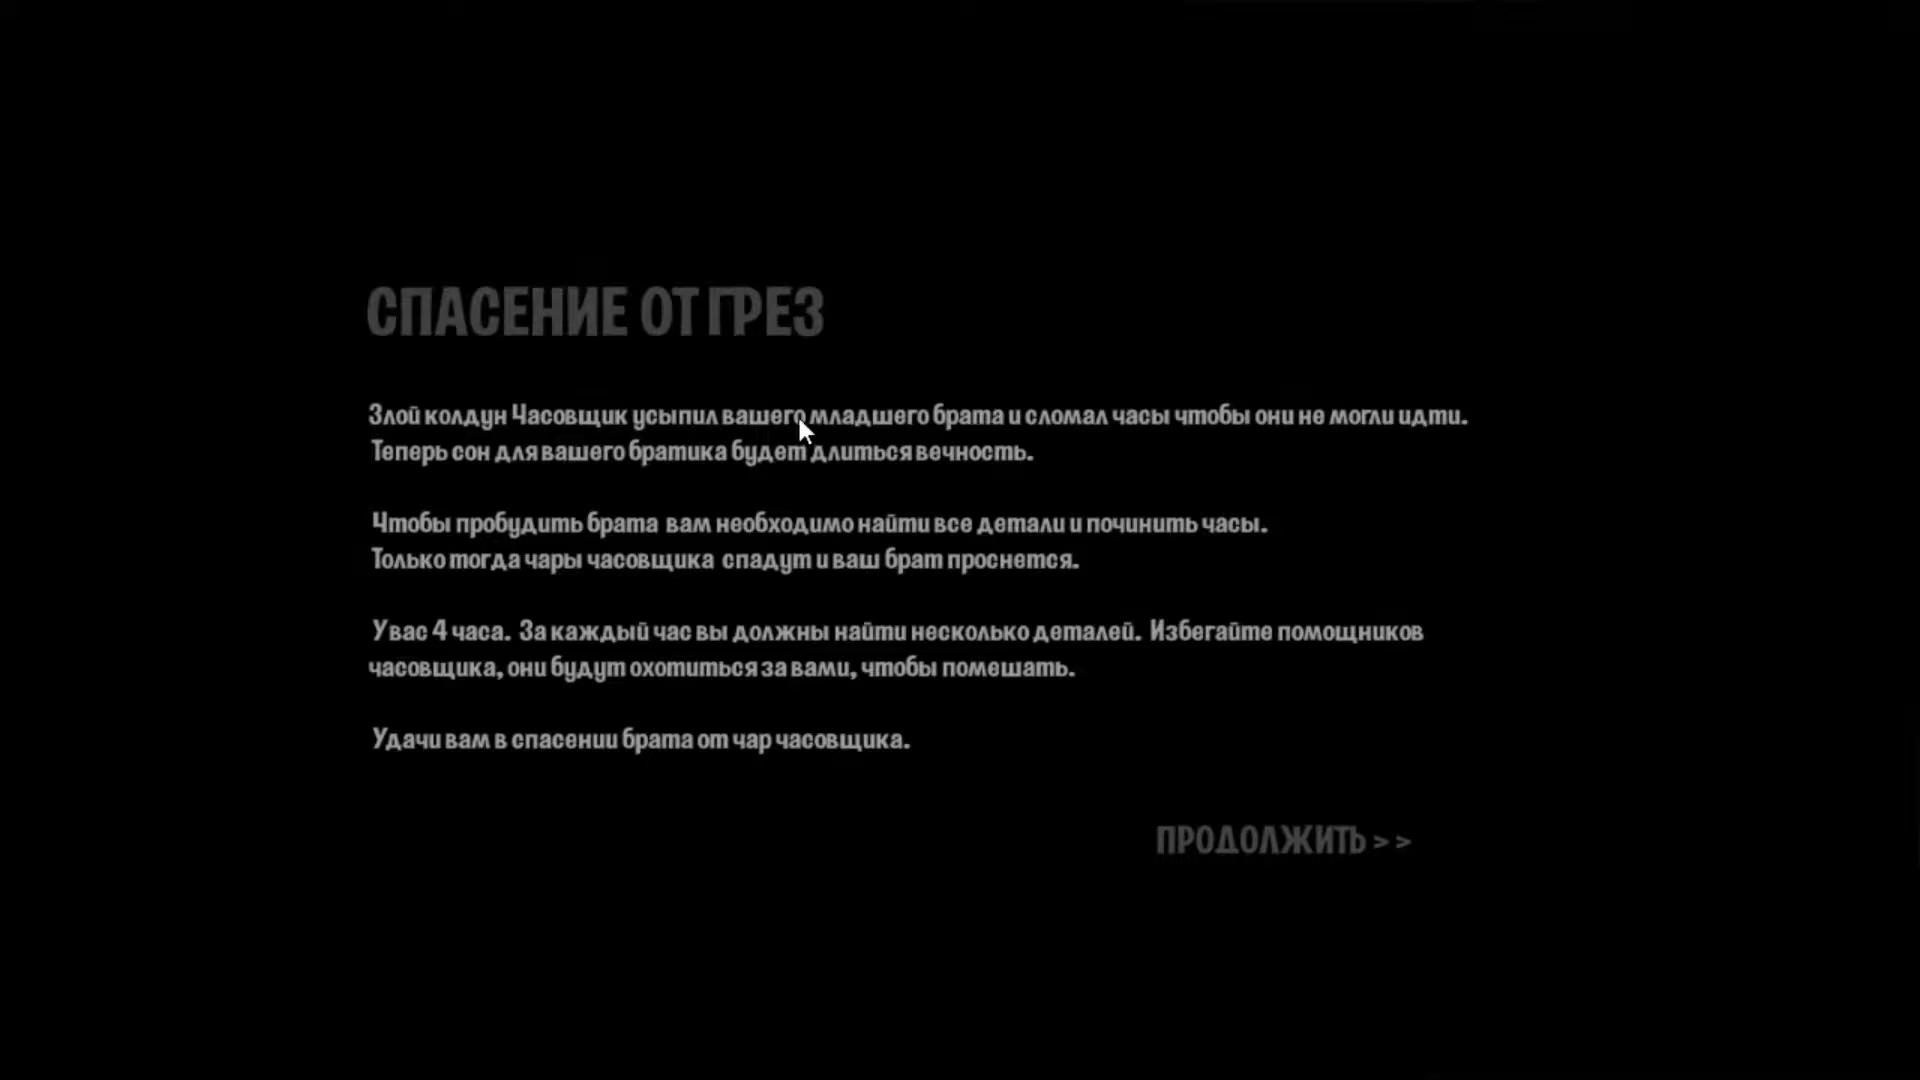 СПАСЕНИЕ ОТ ГРЕЗ
Злой колдун Часовщик усыпил вашего младшего брата и сломал часы чтобы они не могли идти.
Теперь сон для вашего братика будет длиться вечность.
Чтобы пробудить брата вам необходимо найти все детали и починить часы.
Только тогда чары часовщика спадут и ваш брат проснется.
У вас 4 часа. За каждый час вы должны найти несколько деталей. Избегайте помощников
часовщика, они будут охотиться за вами, чтобы помешать.
Удачи вам в спасении брата от чар часовщика.
ПРОДОЛЖИТЬ > >